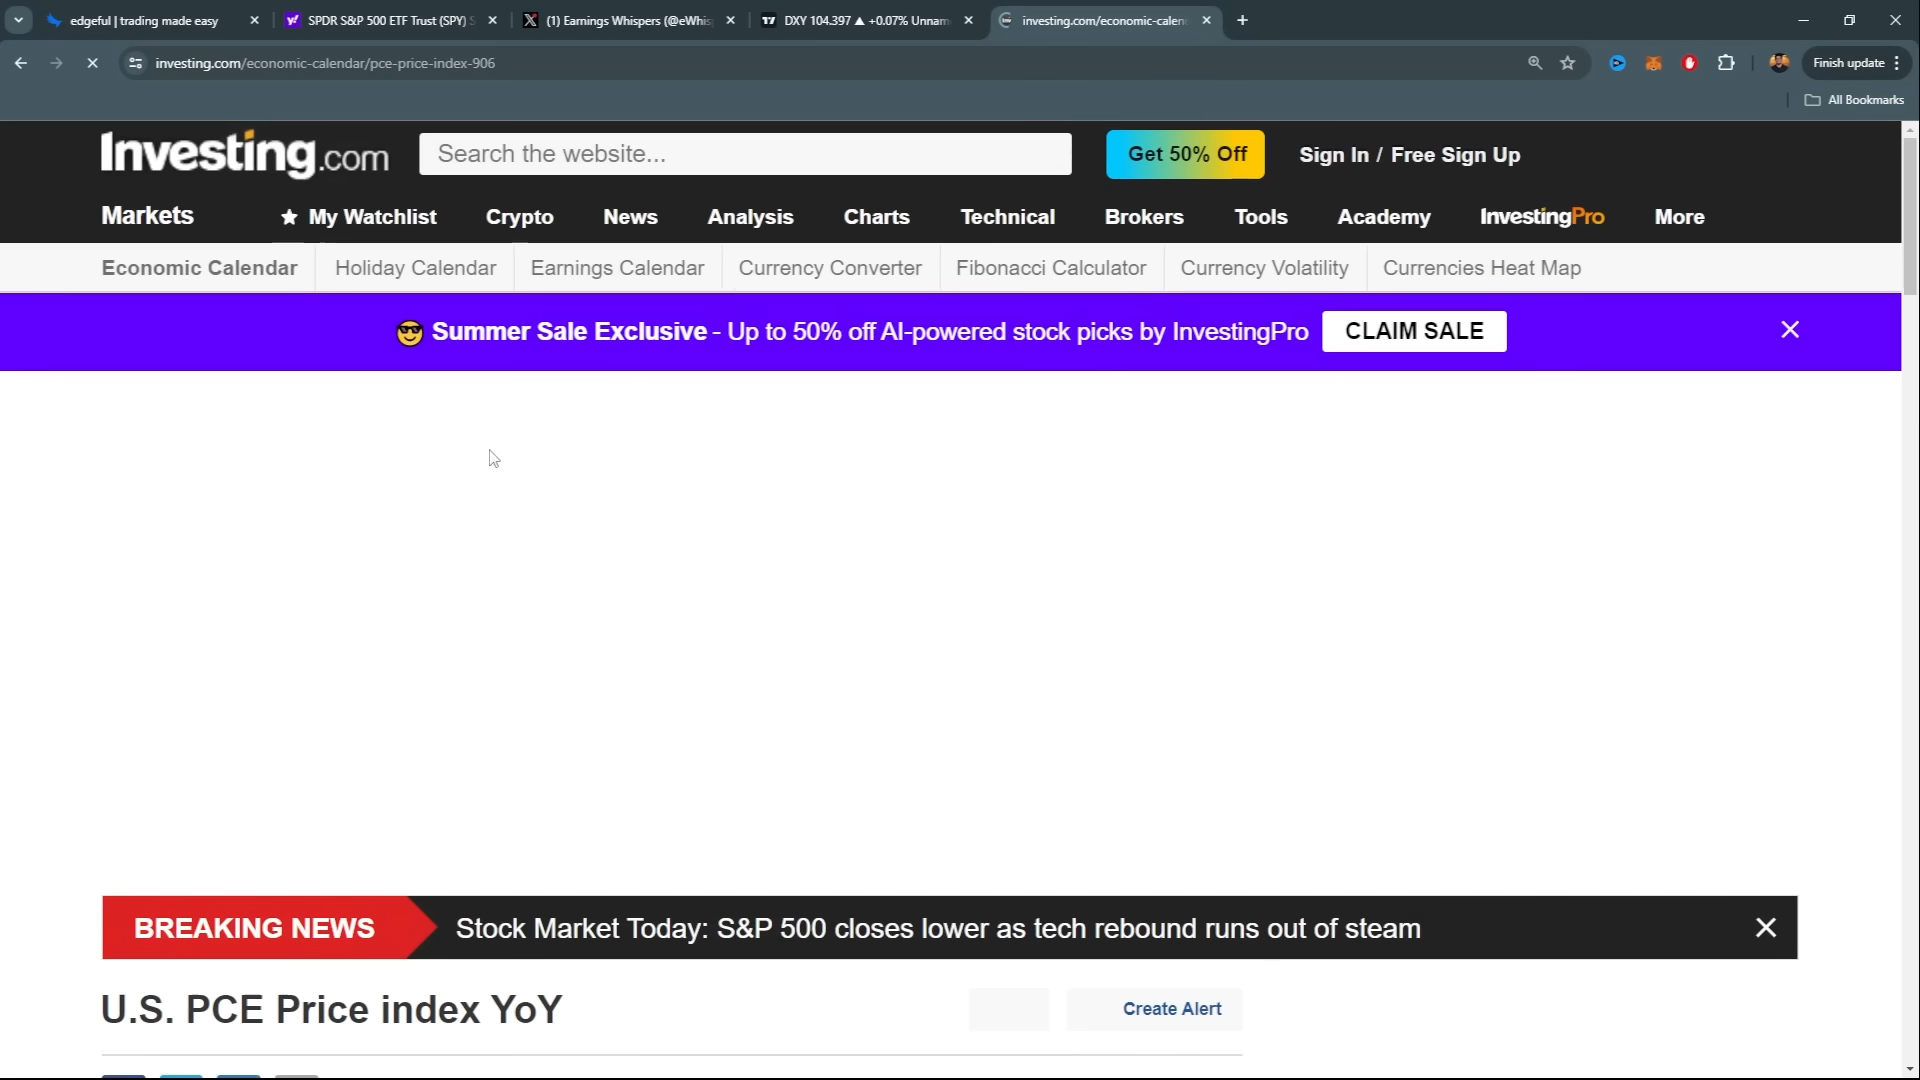 edgeful | trading made easy
SPDR S&P 500 ETF Trust (SPY)
(1) Earnings Whispers (@eWhis
DXY 104.397 ▲ +0.07% Unnam
investing.com/economic-calen
investing.com/economic-calendar/pce-price-index-906
Finish update
All Bookmarks
Investing.com
Search the website...
Get 50% Off
Sign In / Free Sign Up
Markets
My Watchlist
Crypto
News
Analysis
Charts
Technical
Brokers
Tools
Academy
InvestingPro
More
Economic Calendar
Holiday Calendar
Earnings Calendar
Currency Converter
Fibonacci Calculator
Currency Volatility
Currencies Heat Map
Summer Sale Exclusive - Up to 50% off AI-powered stock picks by InvestingPro
CLAIM SALE
BREAKING NEWS
Stock Market Today: S&P 500 closes lower as tech rebound runs out of steam
U.S. PCE Price index YoY
Create Alert